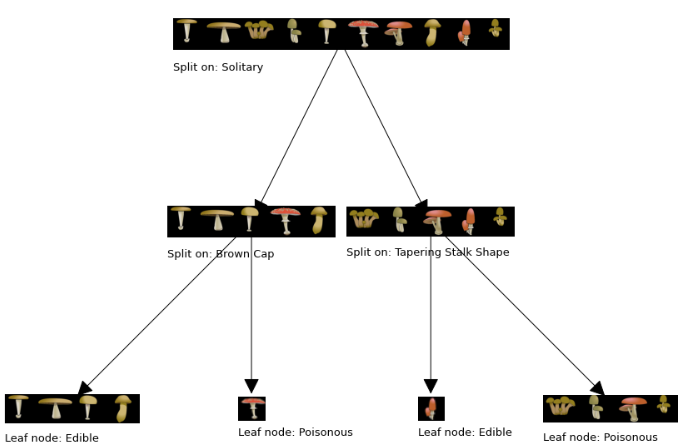 Split on: Solitary
Split on: Brown Cap
Split on: Tapering Stalk Shape
Leaf node: Edible
Leaf node: Poisonous
Leaf node: Edible
Leaf node: Poisonous